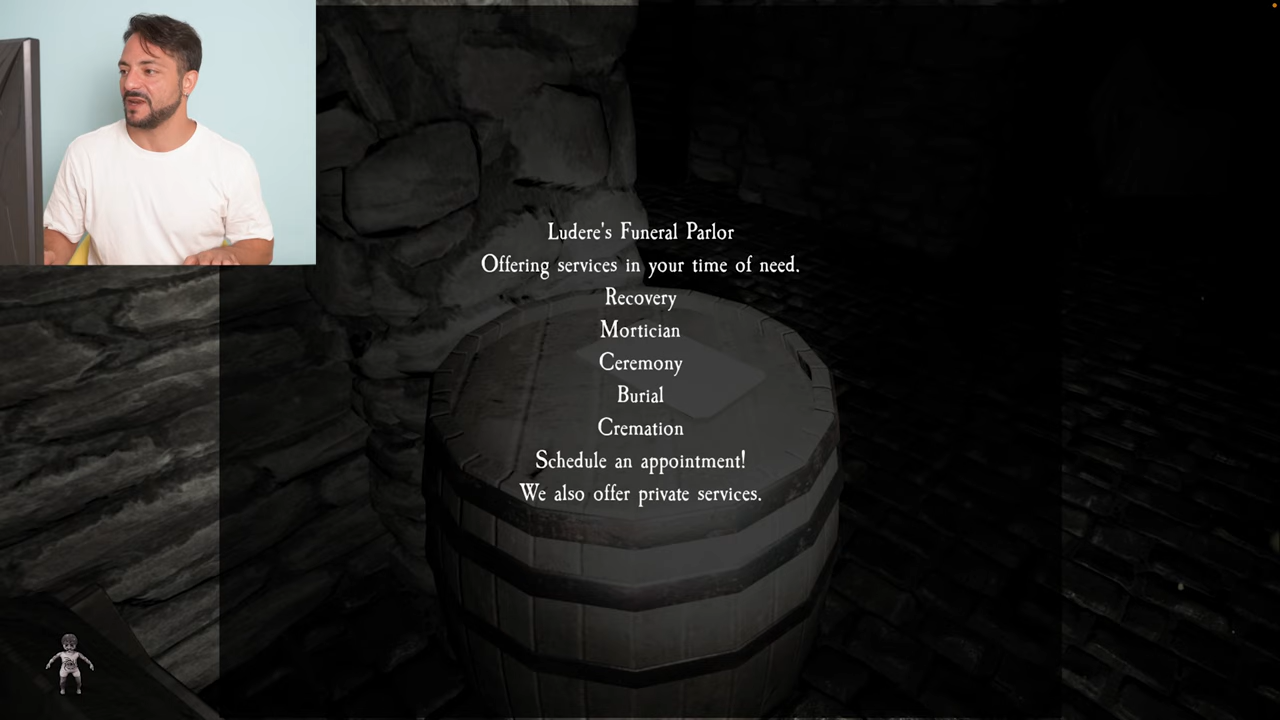 Ludere's Funeral Parlor
Offering services in your time of need.
Recovery
Mortician
Ceremony
Burial
Cremation
Schedule an appointment!
We also offer private services.